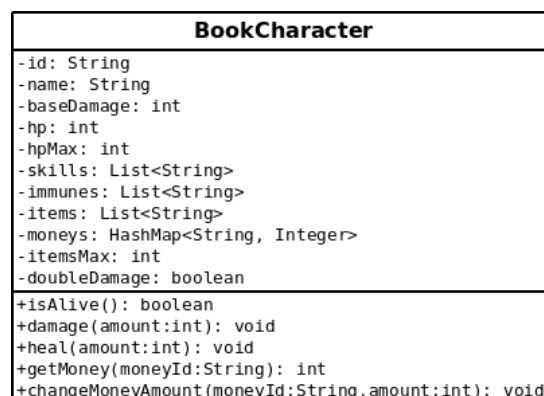 BookCharacter
-id: String
-name: String
-baseDamage: int
-hp: int
-hpMax: int
-skills: List<String>
-immunes: List<String>
-items: List<String>
-moneys: HashMap<String, Integer>
-itemsMax: int
-doubleDamage: boolean
+isAlive(): boolean
+damage(amount:int): void
+heal(amount:int): void
+getMoney(moneyId:String): int
+changeMoneyAmount(moneyId:String,amount:int): void